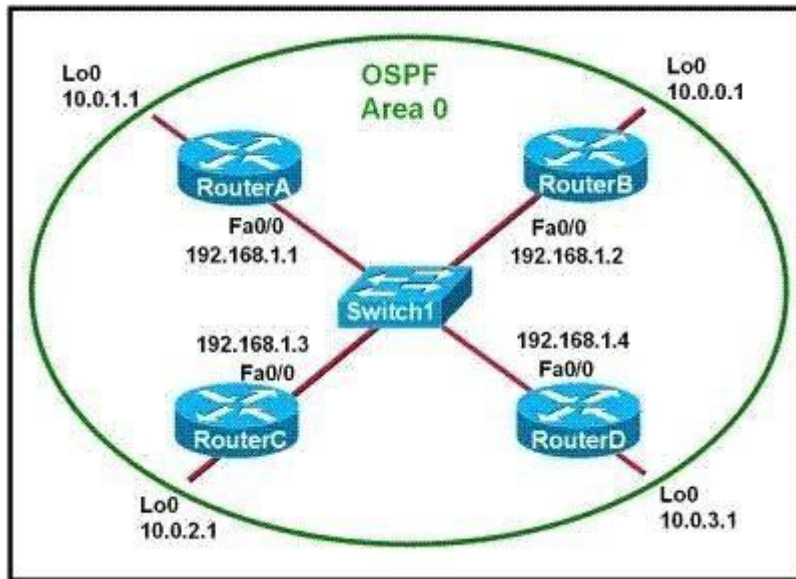 Lo0
10.0.1.1
OSPF
Area 0
Lo0
10.0.0.1
RouterA
RouterB
Fa0/0
192.168.1.1
Fa0/0
192.168.1.2
Switch1
192.168.1.3
Fa0/0
192.168.1.4
Fa0/0
RouterC
RouterD
Lo0
10.0.2.1
Lo0
10.0.3.1